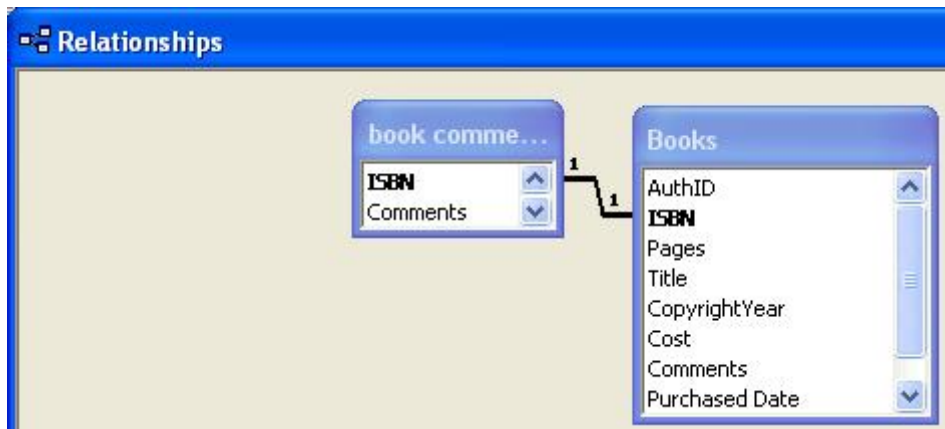 Relationships
book comme...
ISBN
Comments
1
1
Books
AuthID
ISBN
Pages
Title
CopyrightYear
Cost
Comments
Purchased Date